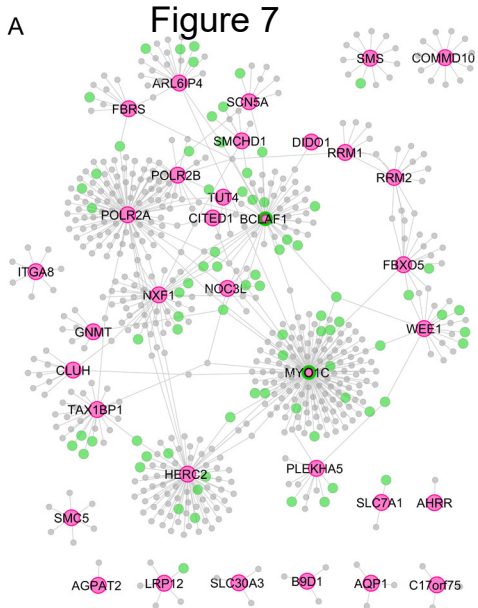 Figure 7
A
SMS
COMMD10
ARL6IP4
FBRS
SCN5A
SMCHD1
DIDO1
RRM1
POLR2B
RRM2
TUT4
POLR2A
CITED1
BCLAF1
ITGA8
FBXO5
NXF1
NOC3L
GNMT
WEE1
CLUH
MYO1C
TAX1BP1
HERC2
PLEKHA5
SLC7A1
AHRR
SMC5
AGPAT2
LRP12
SLC30A3
B9D1
AQP1
C17orf75